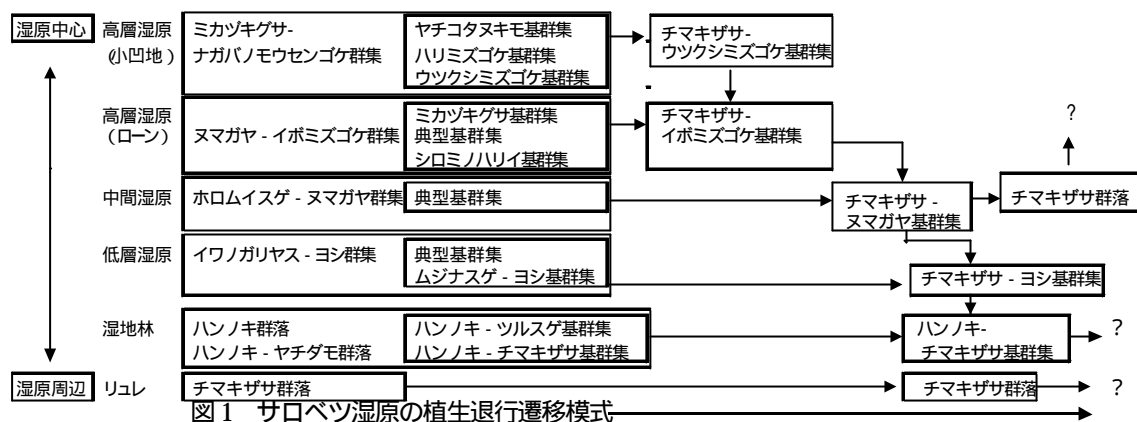 湿原中心
高層湿原
(小凹地)
ミカヅキグサ-
ナガバノモウセンゴケ群集
ヤチコタヌキモ基群集
ハリミズゴケ基群集
ウツクシミズゴケ基群集
チマキザサ-
ウツクシミズゴケ基群集
高層湿原
(ローン)
ヌマガヤ - イボミズゴケ群集
ミカヅキグサ基群集
典型基群集
シロミノハリイ基群集
チマキザサ-
イボミズゴケ基群集
?
中間湿原
ホロムイスゲ - ヌマガヤ群集
典型基群集
チマキザサ -
ヌマガヤ基群集
チマキザサ群落
低層湿原
イワノガリヤス - ヨシ群集
典型基群集
ムジナスゲ - ヨシ基群集
チマキザサ - ヨシ基群集
湿地林
ハンノキ群落
ハンノキ - ヤチダモ群落
ハンノキ - ツルスゲ基群集
ハンノキ - チマキザサ基群集
ハンノキ-
チマキザサ基群集
?
湿原周辺
リュレ
チマキザサ群落
チマキザサ群落
?
図1 サロベツ湿原の植生退行遷移模式